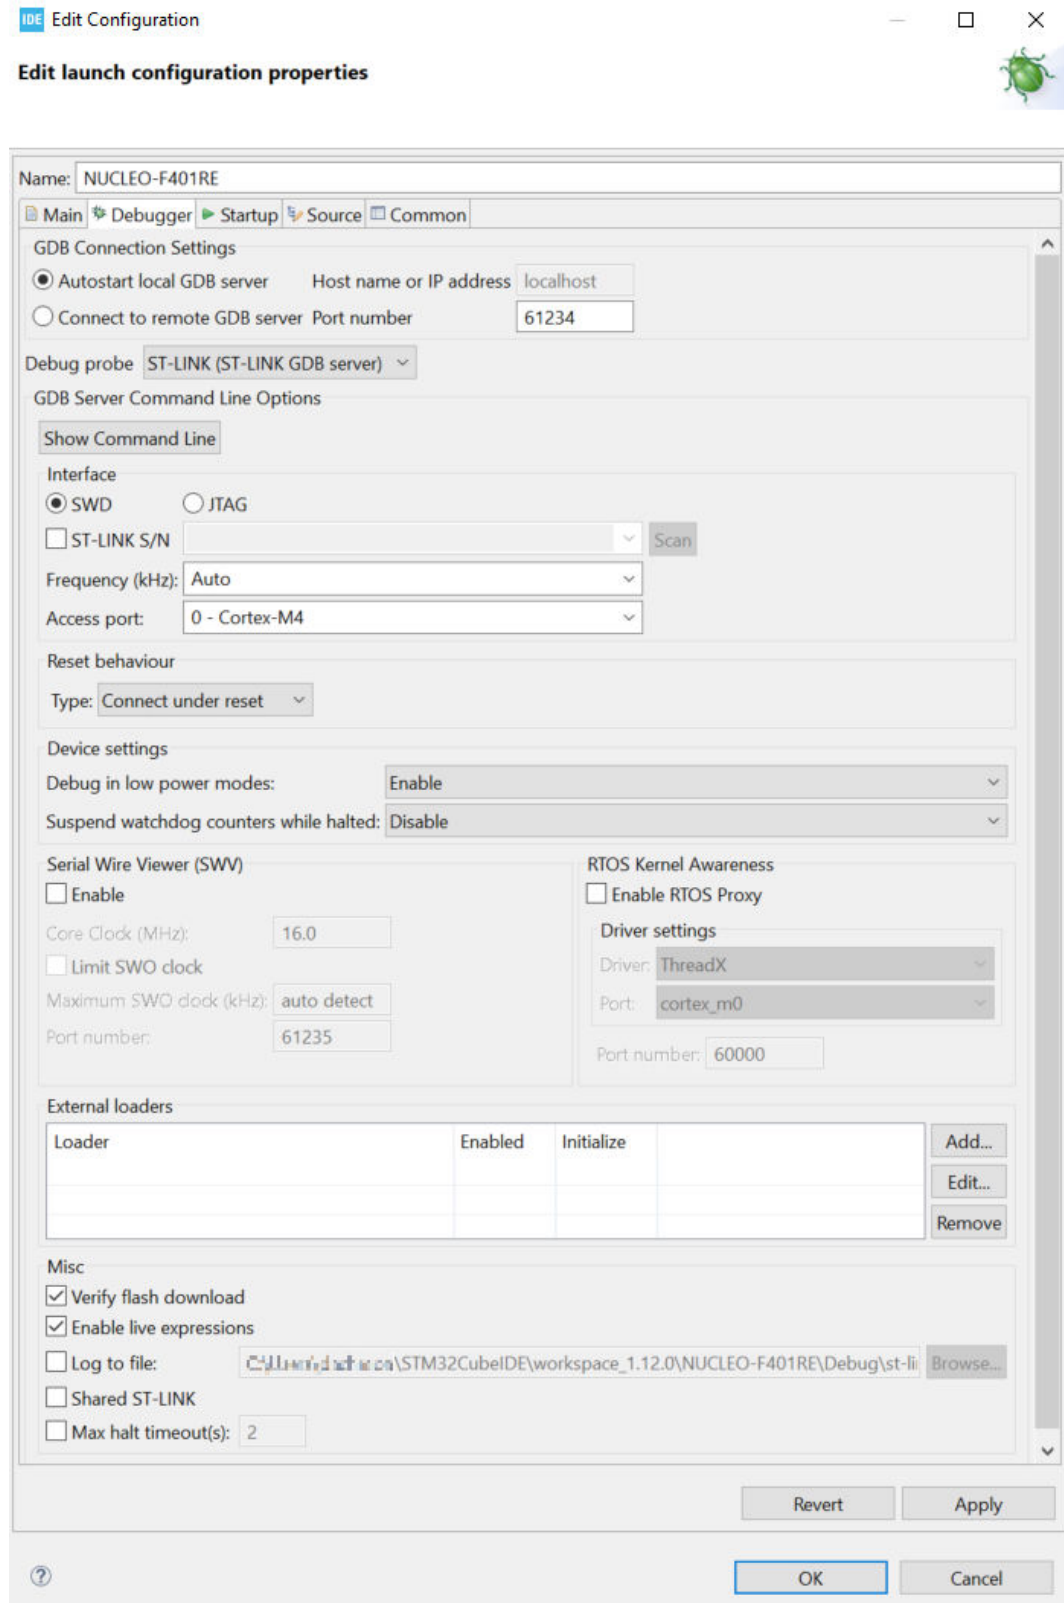 IDE Edit Configuration
Edit launch configuration properties
Name: NUCLEO-F401RE
Main Debugger Startup Source Common
GDB Connection Settings
Autostart local GDB server Host name or IP address localhost
Connect to remote GDB server Port number 61234
Debug probe ST-LINK (ST-LINK GDB server)
GDB Server Command Line Options
Show Command Line
Interface
SWD JTAG
ST-LINK S/N Scan
Frequency (kHz): Auto
Access port: 0 - Cortex-M4
Reset behaviour
Type: Connect under reset
Device settings
Debug in low power modes: Enable
Suspend watchdog counters while halted: Disable
Serial Wire Viewer (SWV)
Enable
Core Clock (MHz): 16.0
Limit SWO clock
Maximum SWO clock (kHz): auto detect
Port number: 61235
RTOS Kernel Awareness
Enable RTOS Proxy
Driver settings
Driver: ThreadX
Port: cortex_m0
Port number: 60000
External loaders
Loader Enabled Initialize
Add...
Edit...
Remove
Misc
Verify flash download
Enable live expressions
Log to file: \STM32CubeIDE\workspace_1.12.0\NUCLEO-F401RE\Debug\st-li Browse...
Shared ST-LINK
Max halt timeout(s): 2
Revert Apply
? OK Cancel